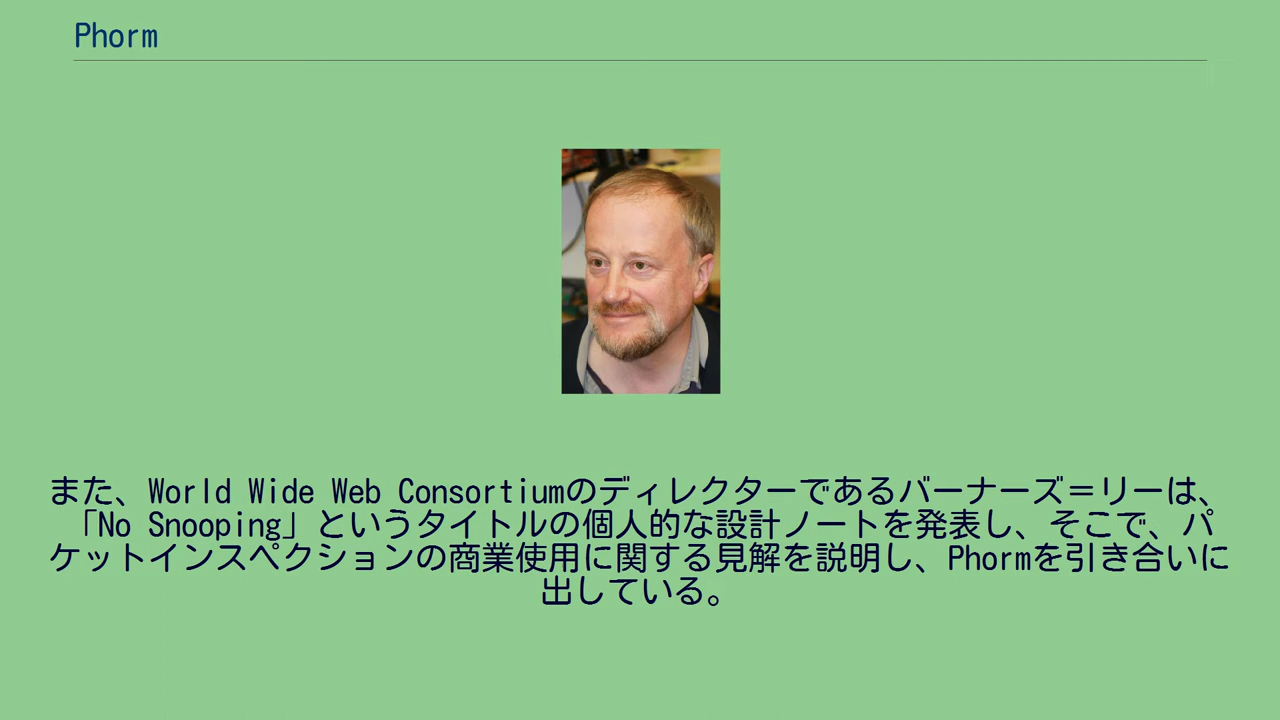 Phorm
また、World Wide Web Consortiumのディレクターであるバーナーズ＝リーは、
「No Snooping」というタイトルの個人的な設計ノートを発表し、そこで、パ
ケットインスペクションの商業使用に関する見解を説明し、Phormを引き合いに
出している。